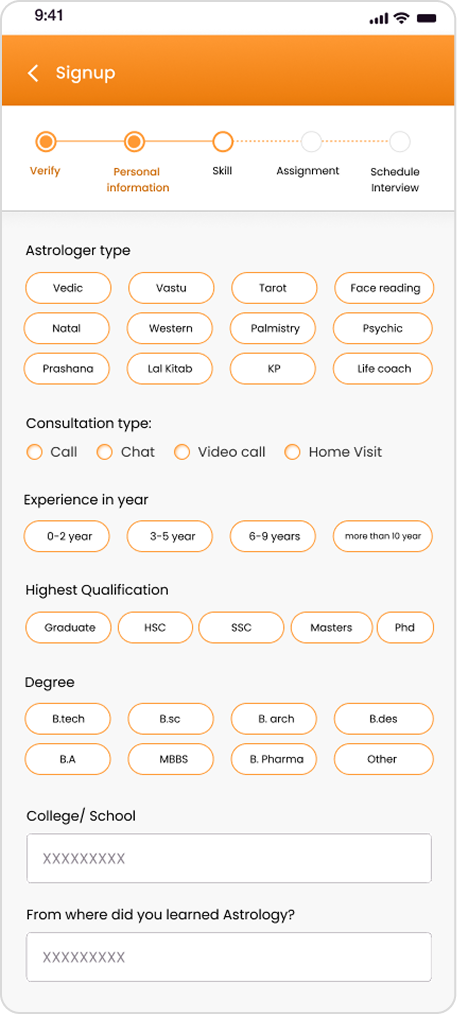 9:41
Signup
Verify
Personal
information
Skill
Assignment
Schedule
Interview
Astrologer type
Vedic Vastu Tarot Face reading
Natal Western Palmistry Psychic
Prashana Lal Kitab KP Life coach
Consultation type:
Call Chat Video call Home Visit
Experience in year
0-2 year 3-5 year 6-9 years more than 10 year
Highest Qualification
Graduate HSC SSC Masters Phd
Degree
B.tech B.sc B. arch B.des
B.A MBBS B. Pharma Other
College/ School
XXXXXXXXX
From where did you learned Astrology?
XXXXXXXXX